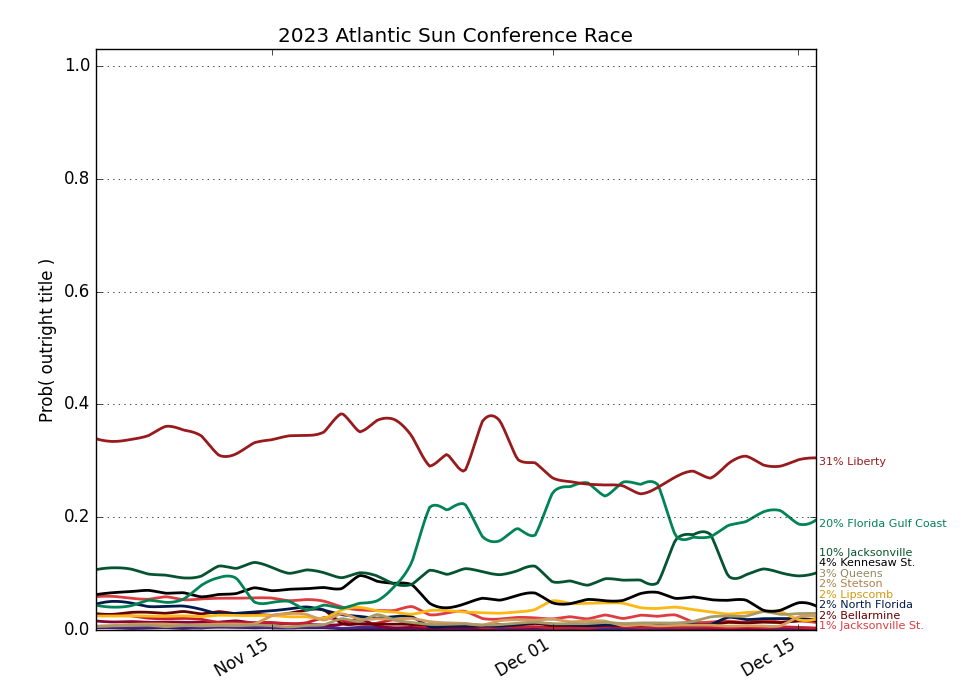 2023 Atlantic Sun Conference Race
Prob( outright title )
1.0
0.8
0.6
0.4
0.2
0.0
Nov 15
Dec 01
Dec 15
31% Liberty
20% Florida Gulf Coast
10% Jacksonville
4% Kennesaw St.
3% Queens
2% Stetson
2% Lipscomb
2% North Florida
2% Bellarmine
1% Jacksonville St.